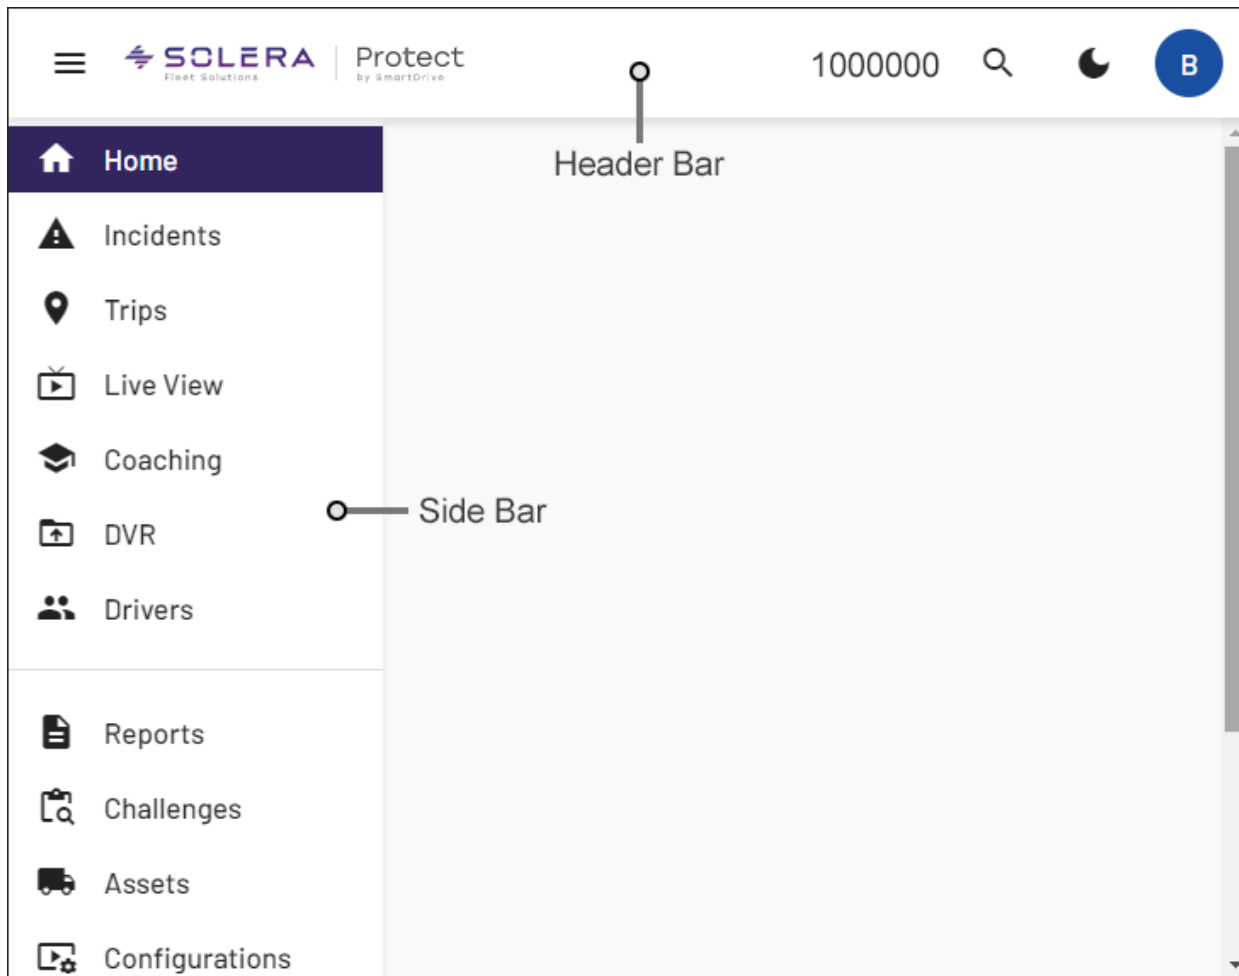 SOLERA
Fleet Solutions
Protect
by SmartDrive
1000000
B
Header Bar
Home
Incidents
Trips
Live View
Coaching
Side Bar
DVR
Drivers
Reports
Challenges
Assets
Configurations